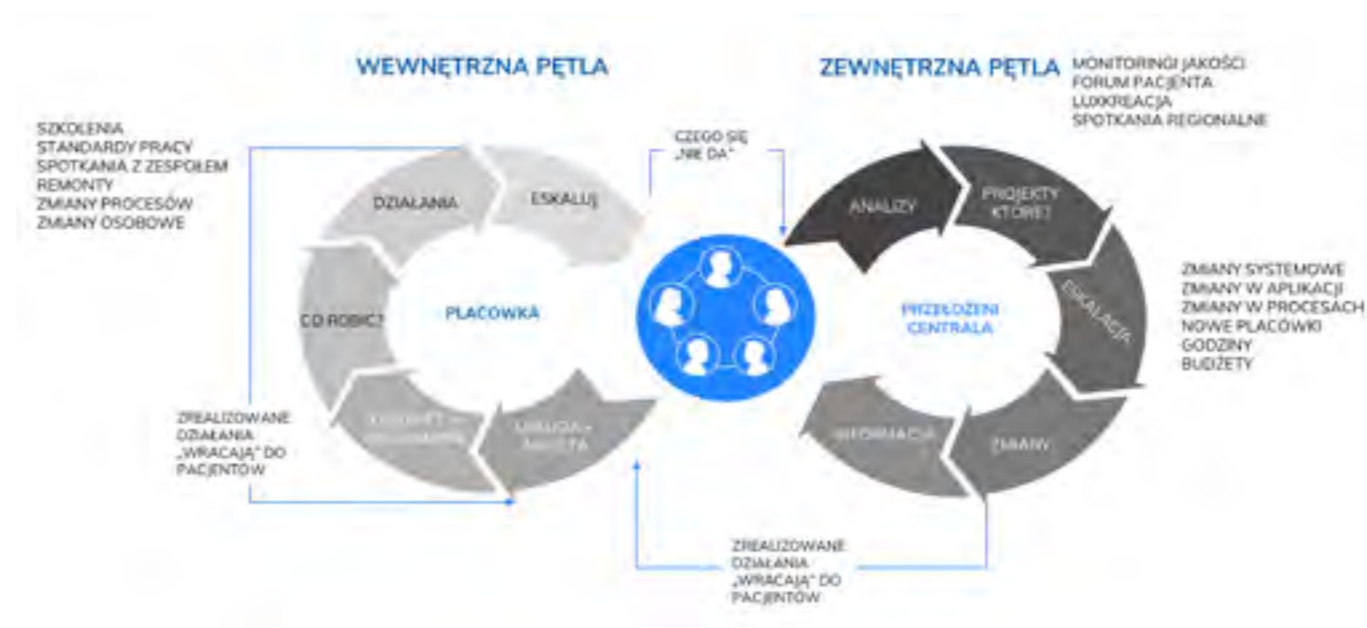 WEWNĘTRZNA PĘTLA
ZEWNĘTRZNA PĘTLA
MONITORINGI JAKOŚCI
FORUM PACJENTA
LUXKREACJA
SPOTKANIA REGIONALNE
SZKOLENIA
STANDARDY PRACY
SPOTKANIA Z ZESPOŁEM
REMONTY
ZMIANY PROCESÓW
ZMIANY OSOBOWE
CZEGO SIĘ
„NIE DA”
DZIAŁANIA
ESKALUJ
ANALIZY
PROJEKTY
KTÓRE?
CO ROBIĆ?
PLACÓWKA
PRZEŁOŻENI
CENTRALA
ESKALACJA
ZMIANY SYSTEMOWE
ZMIANY W APLIKACJI
ZMIANY W PROCESACH
NOWE PLACÓWKI
GODZINY
BUDŻETY
ZREALIZOWANE
DZIAŁANIA
„WRACAJĄ” DO
PACJENTÓW
INFORMACJA
ZMIANY
ZREALIZOWANE
DZIAŁANIA
„WRACAJĄ” DO
PACJENTÓW